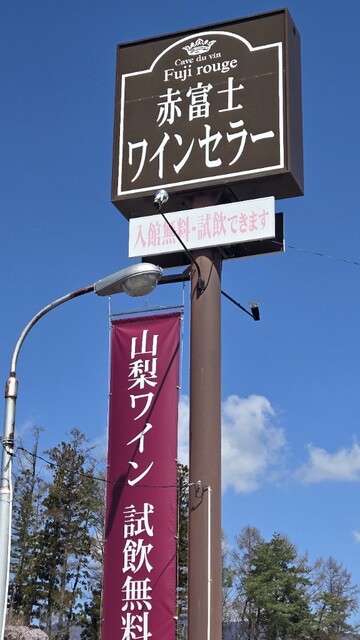 Cave du vin
Fuji rouge
赤富士
ワインセラー
入館無料・試飲できます
山梨ワイン 試飲無料